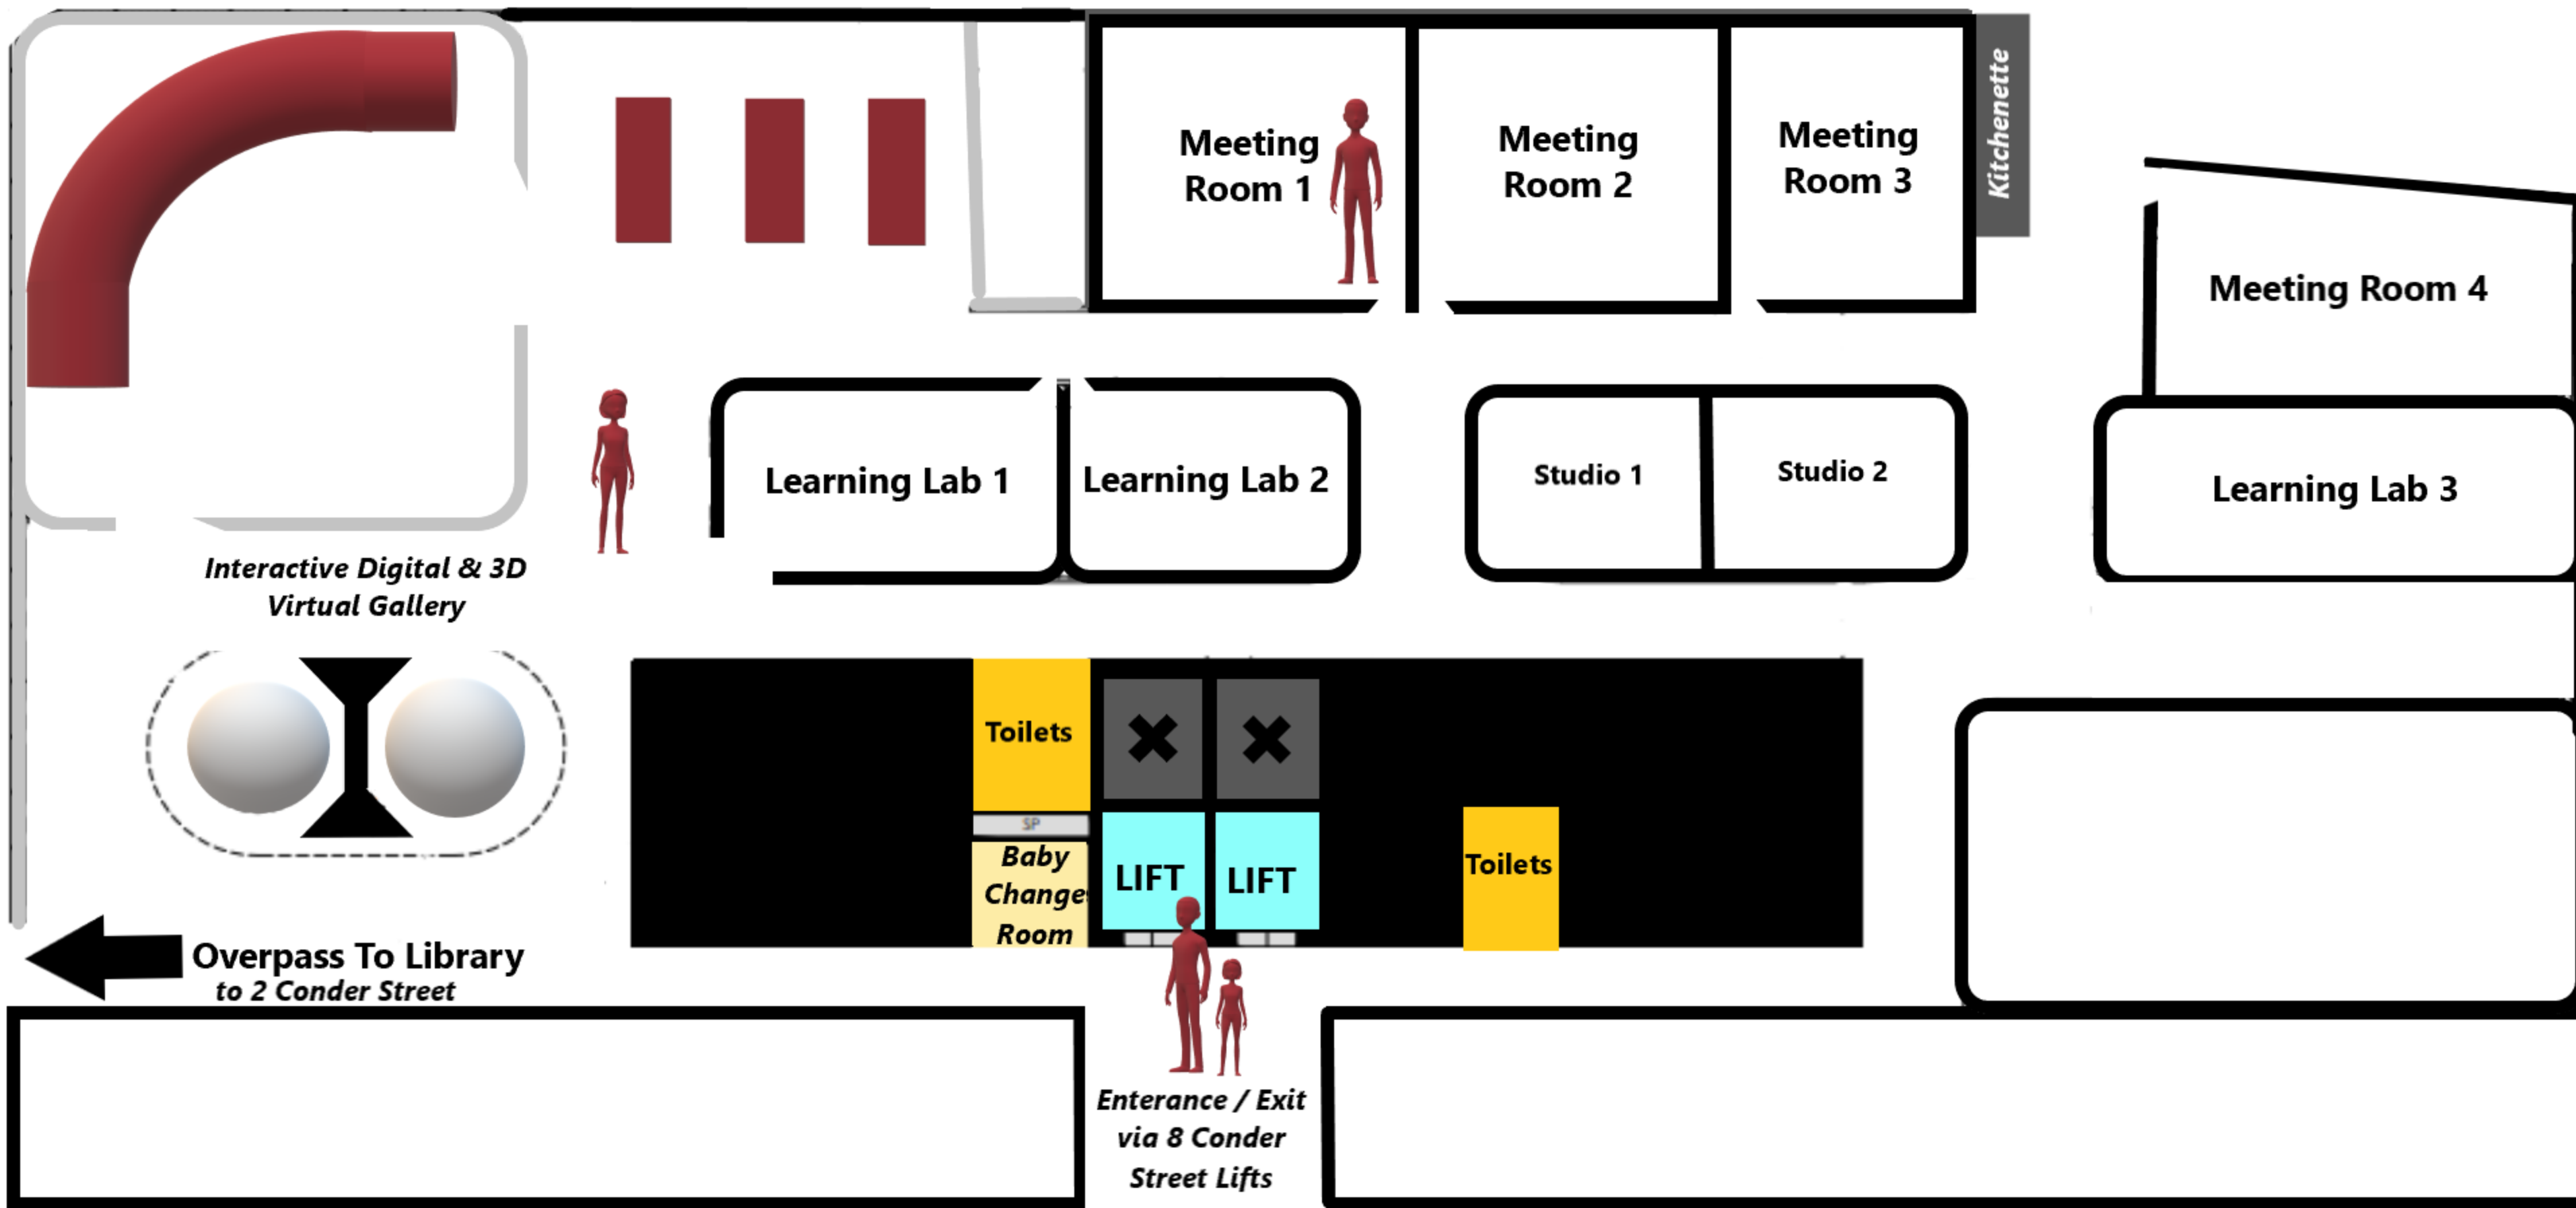 Meeting
Room 1
Meeting
Room 2
Meeting
Room 3
Kitchenette
Meeting Room 4
Learning Lab 1
Learning Lab 2
Studio 1
Studio 2
Learning Lab 3
Interactive Digital & 3D
Virtual Gallery
Toilets
SP
Baby
Change
Room
LIFT
LIFT
Toilets
Overpass To Library
to 2 Conder Street
Enterance / Exit
via 8 Conder
Street Lifts